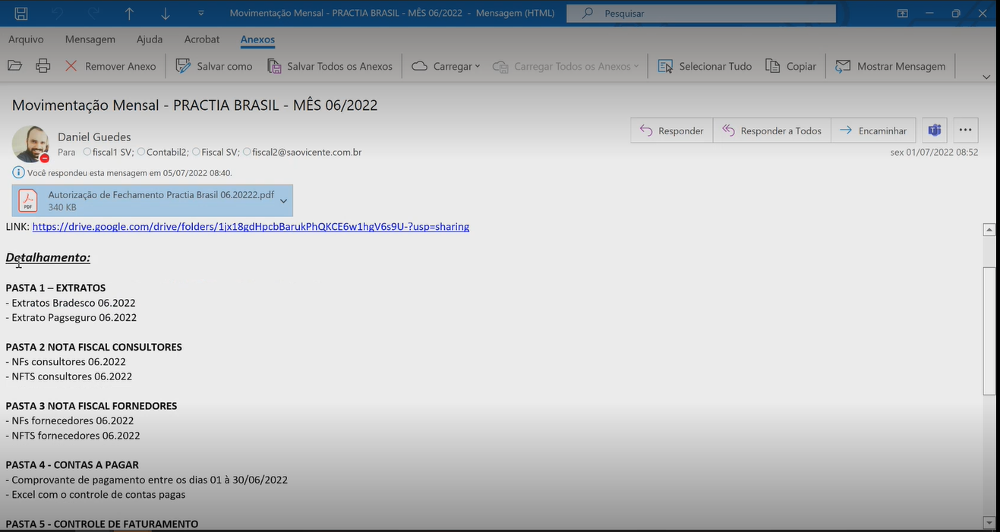 Movimentação Mensal - PRACTIA BRASIL - MÊS 06/2022 - Mensagem (HTML)
Pesquisar
Arquivo Mensagem Ajuda Acrobat Anexos
Remover Anexo Salvar como Salvar Todos os Anexos Carregar Carregar Todos os Anexos Selecionar Tudo Copiar Mostrar Mensagem
Movimentação Mensal - PRACTIA BRASIL - MÊS 06/2022
Daniel Guedes
Para fiscal1 SV; Contabil2; Fiscal SV; fiscal2@saovicente.com.br
Responder Responder a Todos Encaminhar
sex 01/07/2022 08:52
Você respondeu esta mensagem em 05/07/2022 08:40.
PDF
Autorização de Fechamento Practia Brasil 06.20222.pdf
340 KB
LINK: https://drive.google.com/drive/folders/1jx18gdHpcbBarukPhQKCE6w1hgV6s9U-?usp=sharing
Detalhamento:
PASTA 1 – EXTRATOS
- Extratos Bradesco 06.2022
- Extrato Pagseguro 06.2022
PASTA 2 NOTA FISCAL CONSULTORES
- NFs consultores 06.2022
- NFTS consultores 06.2022
PASTA 3 NOTA FISCAL FORNEDORES
- NFs fornecedores 06.2022
- NFTS fornecedores 06.2022
PASTA 4 - CONTAS A PAGAR
- Comprovante de pagamento entre os dias 01 à 30/06/2022
- Excel com o controle de contas pagas
PASTA 5 - CONTROLE DE FATURAMENTO